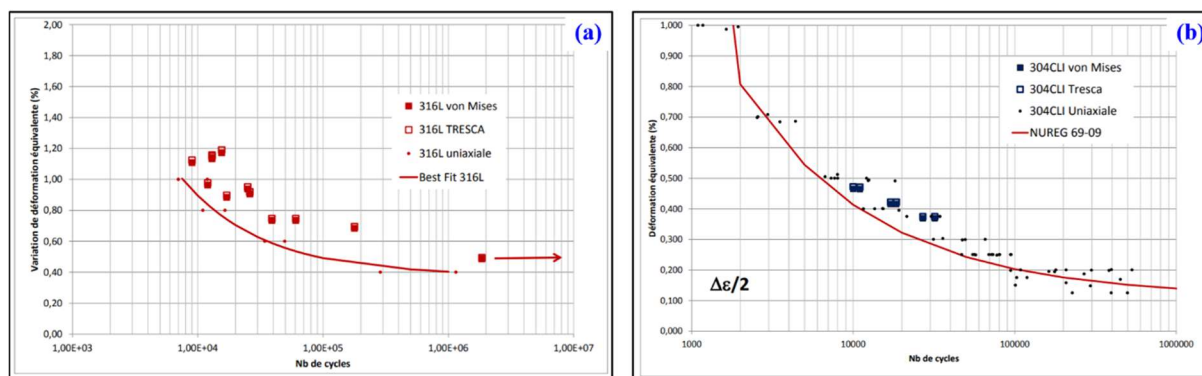 (a)
2,00
1,80
1,60
1,40
1,20
1,00
0,80
0,60
0,40
0,20
0,00
Variation de déformation équivalente (%)
316L von Mises
316L TRESCA
316L uniaxiale
Best Fit 316L
1,00E+03
1,00E+04
1,00E+05
1,00E+06
1,00E+07
Nb de cycles
(b)
1,000
0,900
0,800
0,700
0,600
0,500
0,400
0,300
0,200
0,100
0,000
Déformation équivalente (%)
304CLI von Mises
304CLI Tresca
304CLI Uniaxiale
NUREG 69-09
Δε/2
1000
10000
100000
1000000
Nb de cycles